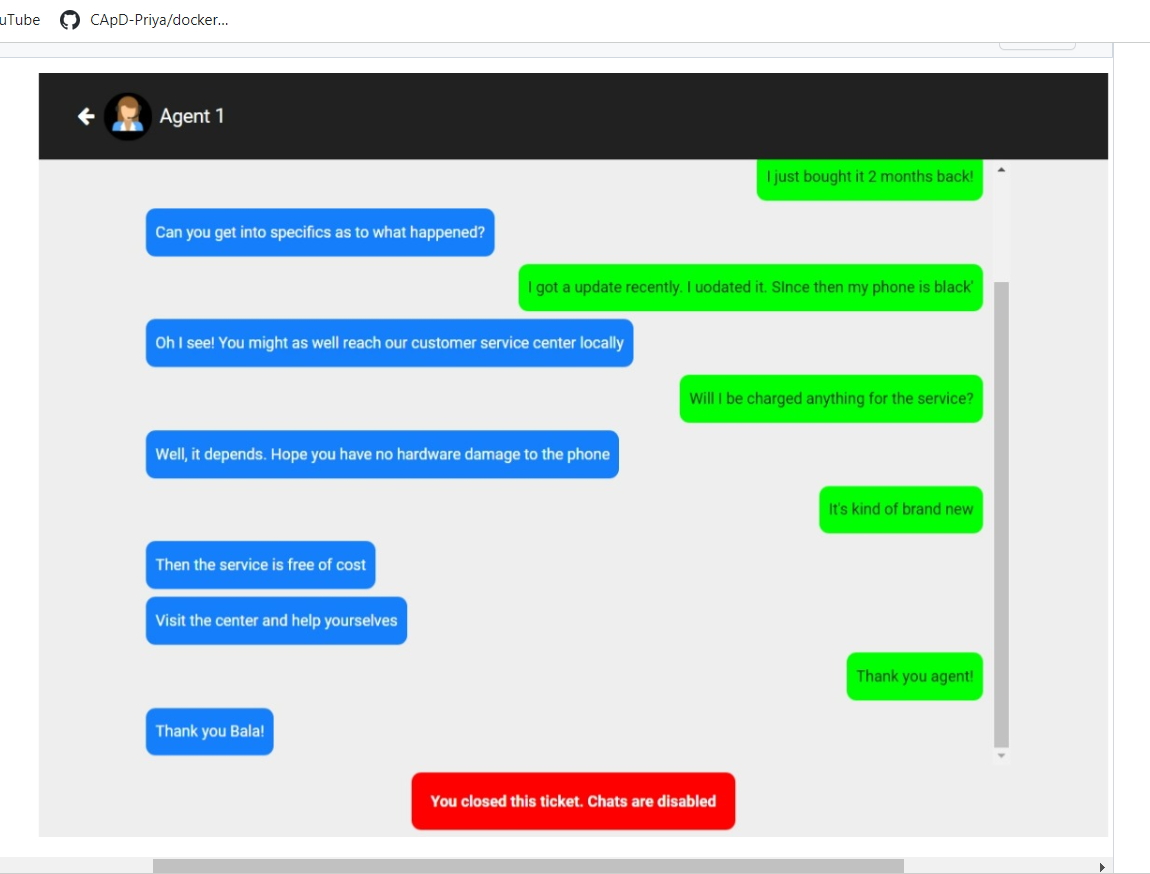 uTube CApD-Priya/docker...
Agent 1
I just bought it 2 months back!
Can you get into specifics as to what happened?
I got a update recently. I uodated it. SInce then my phone is black'
Oh I see! You might as well reach our customer service center locally
Will I be charged anything for the service?
Well, it depends. Hope you have no hardware damage to the phone
It's kind of brand new
Then the service is free of cost
Visit the center and help yourselves
Thank you agent!
Thank you Bala!
You closed this ticket. Chats are disabled